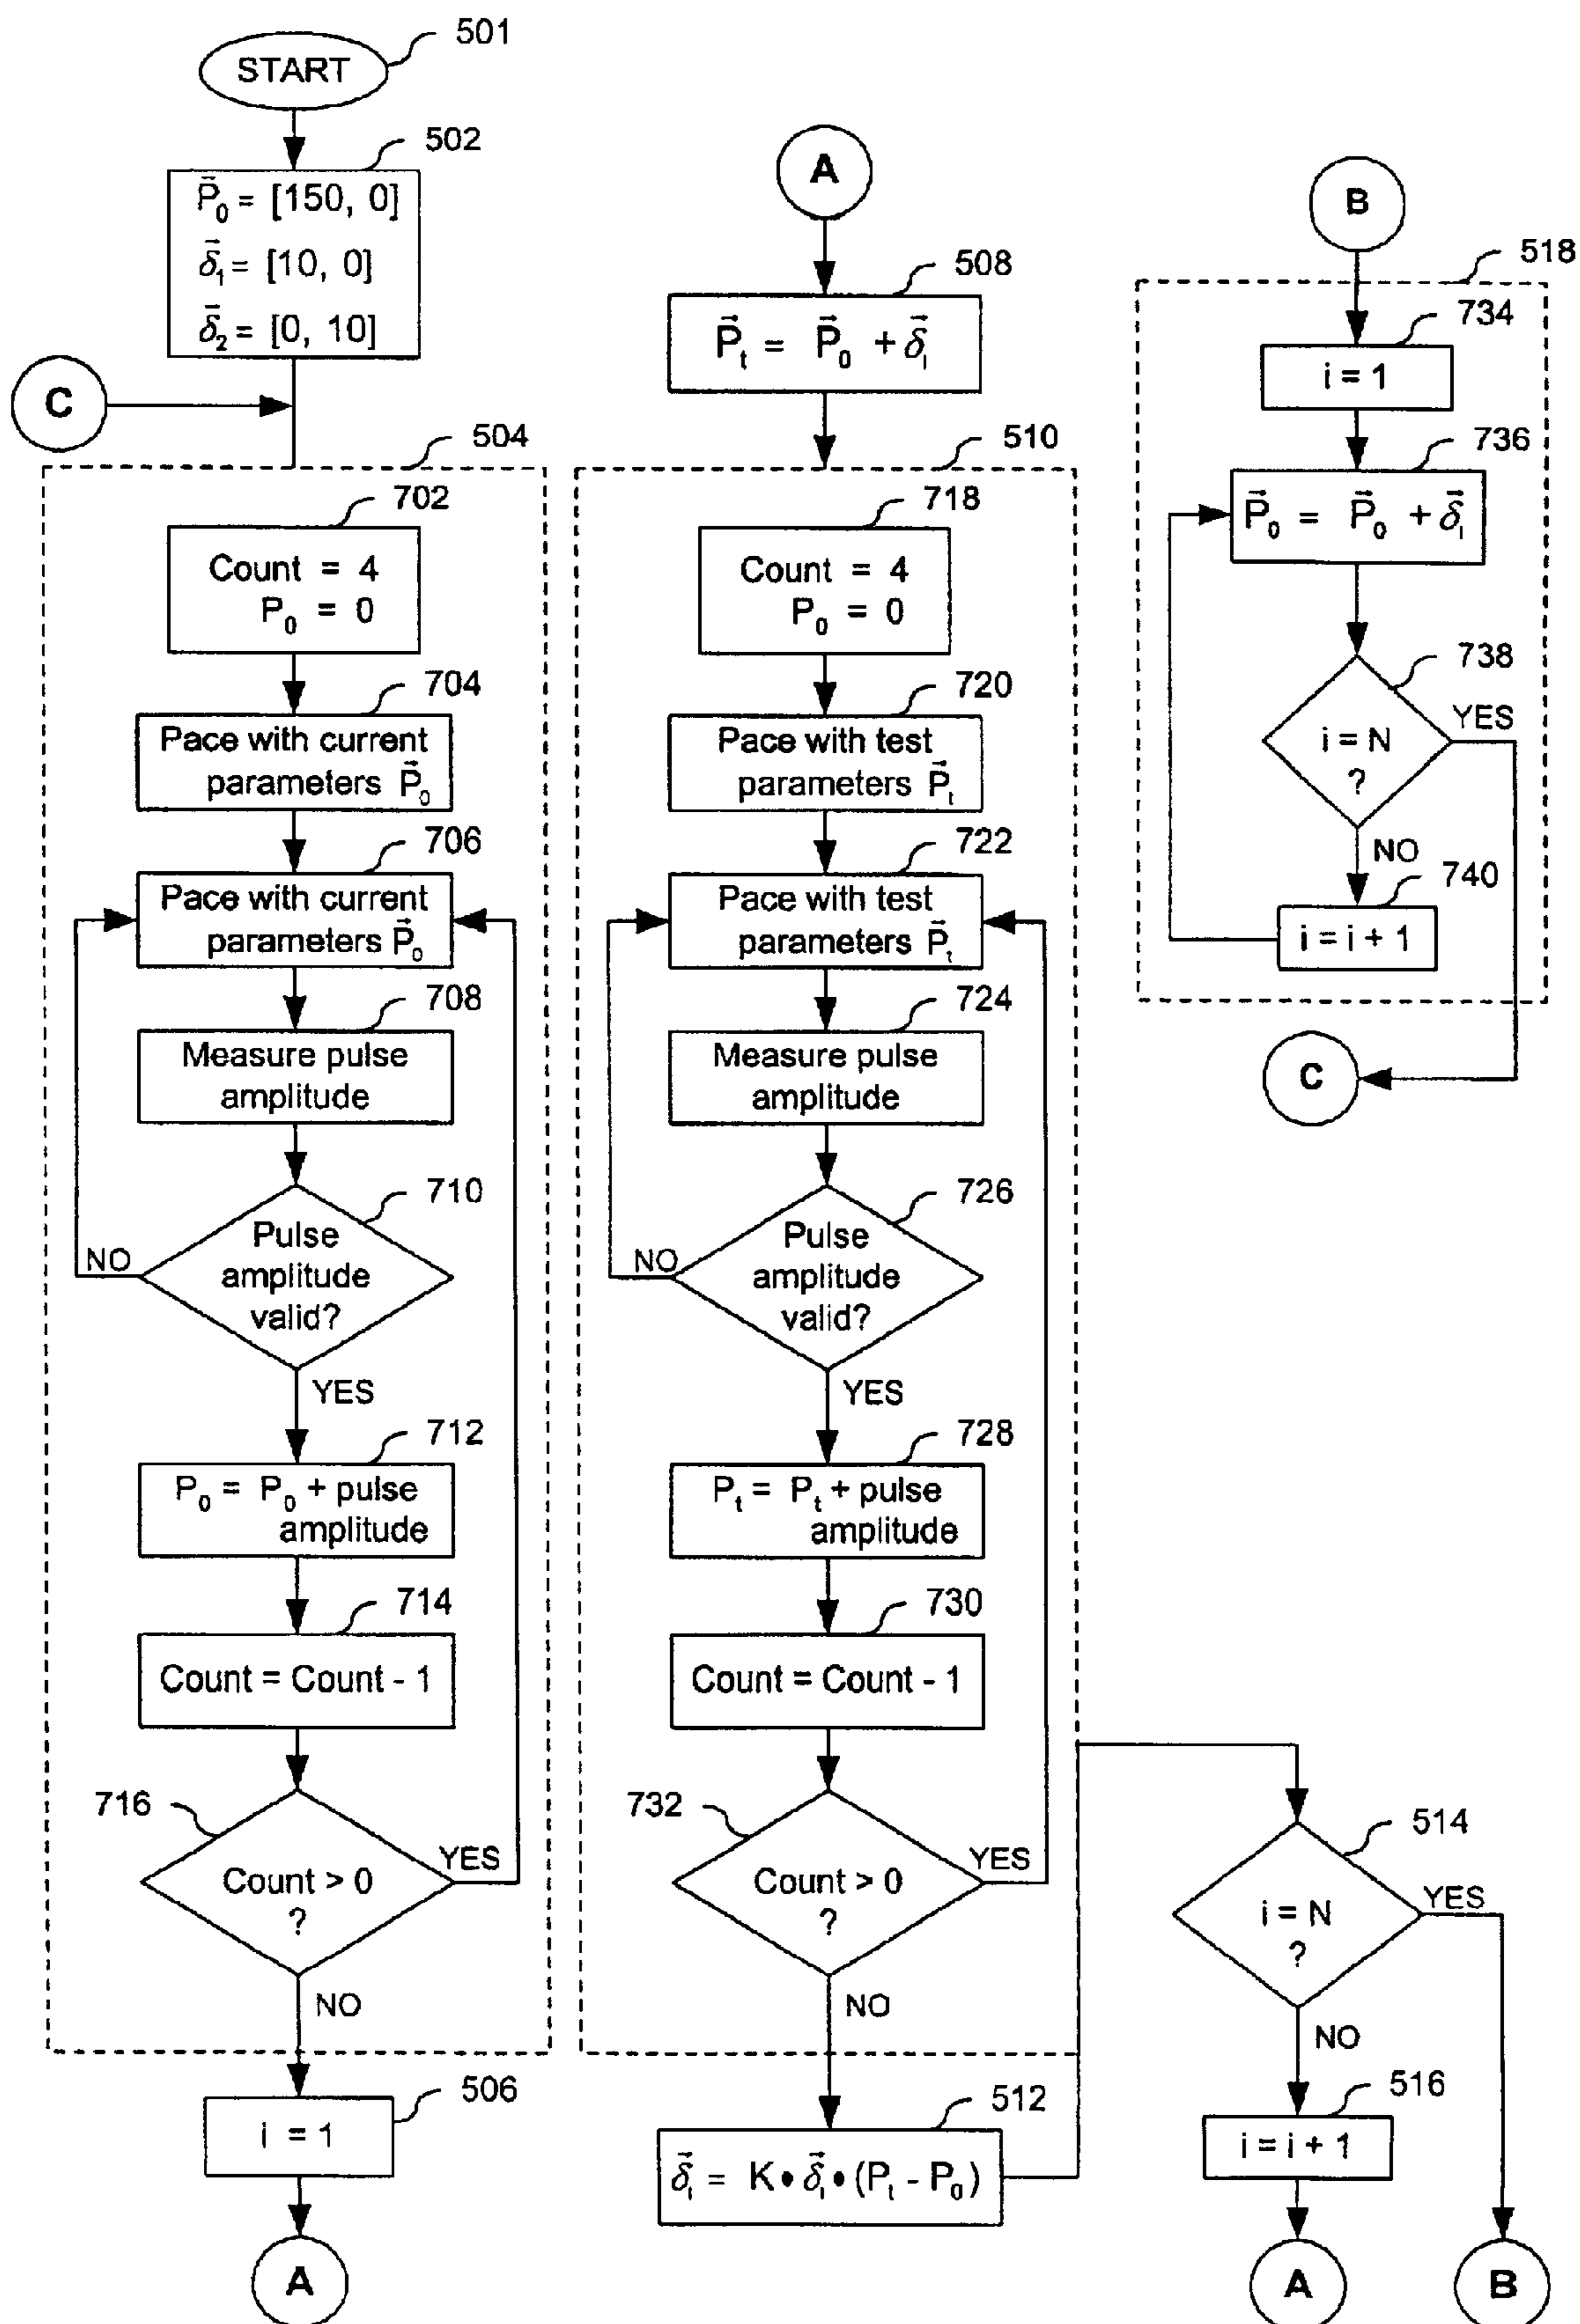 501
START
502
P⃗₀ = [150, 0]
δ⃗₁ = [10, 0]
δ⃗₂ = [0, 10]
C
504
702
Count = 4
P₀ = 0
704
Pace with current
parameters P⃗₀
706
Pace with current
parameters P⃗₀
708
Measure pulse
amplitude
710
Pulse
amplitude
valid?
NO
YES
712
P₀ = P₀ + pulse
amplitude
714
Count = Count - 1
716
Count > 0
?
YES
NO
506
i = 1
A
A
508
P⃗ₜ = P⃗₀ + δ⃗ᵢ
510
718
Count = 4
P₀ = 0
720
Pace with test
parameters P⃗ₜ
722
Pace with test
parameters P⃗ₜ
724
Measure pulse
amplitude
726
Pulse
amplitude
valid?
NO
YES
728
Pₜ = Pₜ + pulse
amplitude
730
Count = Count - 1
732
Count > 0
?
YES
NO
512
δ⃗ᵢ = K•δ⃗ᵢ•(Pₜ - P₀)
B
518
734
i = 1
736
P⃗₀ = P⃗₀ + δ⃗ᵢ
738
i = N
?
YES
NO
740
i = i + 1
C
514
i = N
?
YES
NO
516
i = i + 1
A
B